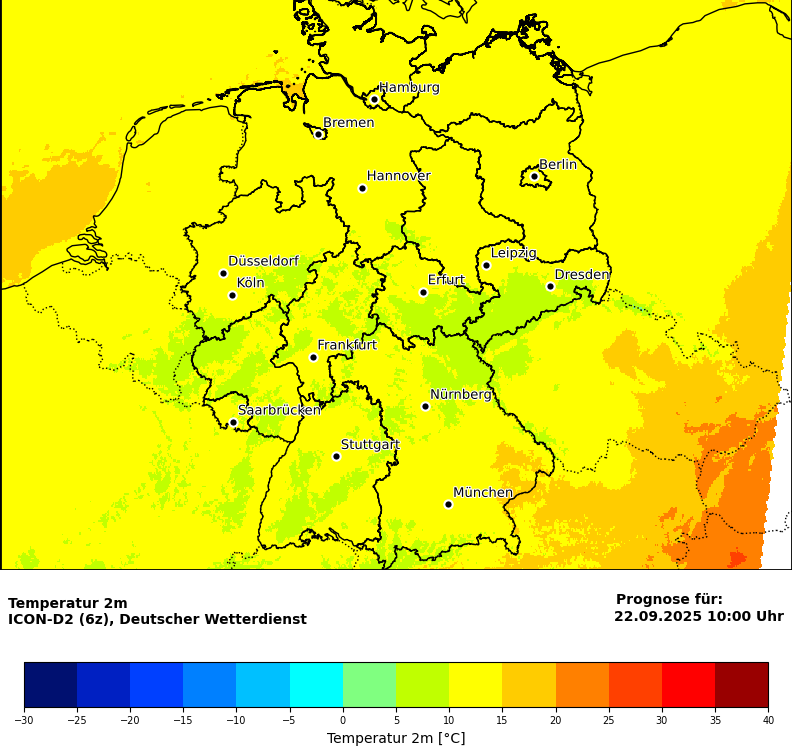 Hamburg
Bremen
Berlin
Hannover
Leipzig
Düsseldorf
Dresden
Köln
Erfurt
Frankfurt
Nürnberg
Saarbrücken
Stuttgart
München
Temperatur 2m
ICON-D2 (6z), Deutscher Wetterdienst
Prognose für:
22.09.2025 10:00 Uhr
−30 −25 −20 −15 −10 −5 0 5 10 15 20 25 30 35 40
Temperatur 2m [°C]